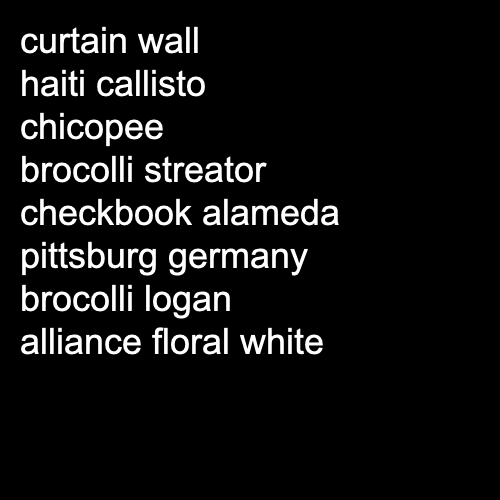 curtain wall
haiti callisto
chicopee
brocolli streator
checkbook alameda
pittsburg germany
brocolli logan
alliance floral white